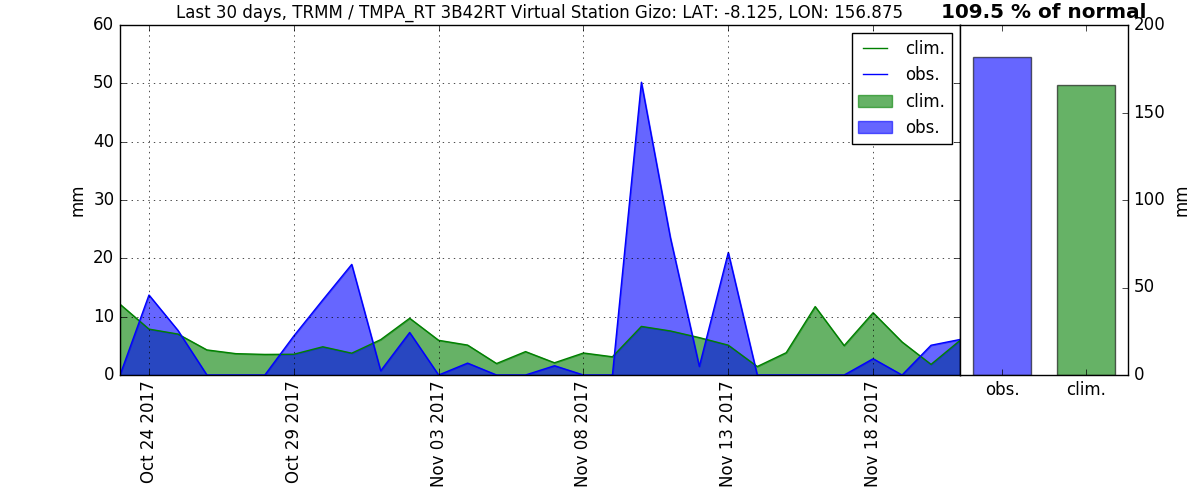 Last 30 days, TRMM / TMPA_RT 3B42RT Virtual Station Gizo: LAT: -8.125, LON: 156.875
109.5 % of normal
60
50
40
30
20
10
0
mm
clim.
obs.
clim.
obs.
Oct 24 2017
Oct 29 2017
Nov 03 2017
Nov 08 2017
Nov 13 2017
Nov 18 2017
200
150
100
50
0
mm
obs.
clim.